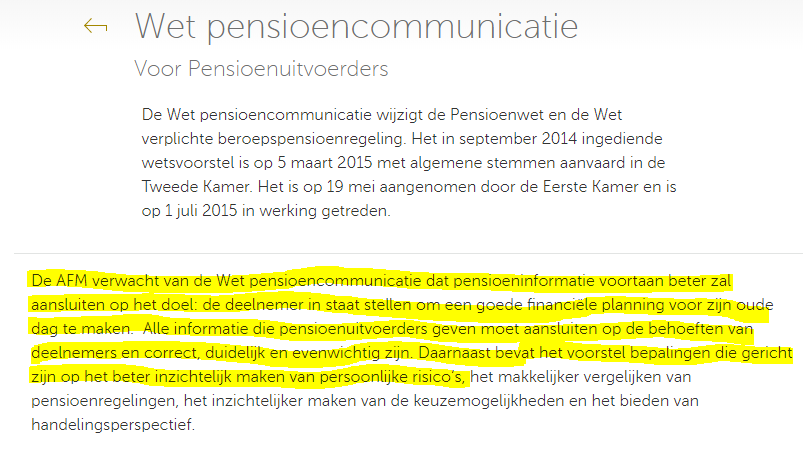 Wet pensioencommunicatie
Voor Pensioenuitvoerders
De Wet pensioencommunicatie wijzigt de Pensioenwet en de Wet
verplichte beroepspensioenregeling. Het in september 2014 ingediende
wetsvoorstel is op 5 maart 2015 met algemene stemmen aanvaard in de
Tweede Kamer. Het is op 19 mei aangenomen door de Eerste Kamer en is
op 1 juli 2015 in werking getreden.
De AFM verwacht van de Wet pensioencommunicatie dat pensioeninformatie voortaan beter zal
aansluiten op het doel: de deelnemer in staat stellen om een goede financiële planning voor zijn oude
dag te maken. Alle informatie die pensioenuitvoerders geven moet aansluiten op de behoeften van
deelnemers en correct, duidelijk en evenwichtig zijn. Daarnaast bevat het voorstel bepalingen die gericht
zijn op het beter inzichtelijk maken van persoonlijke risico's, het makkelijker vergelijken van
pensioenregelingen, het inzichtelijker maken van de keuzemogelijkheden en het bieden van
handelingsperspectief.